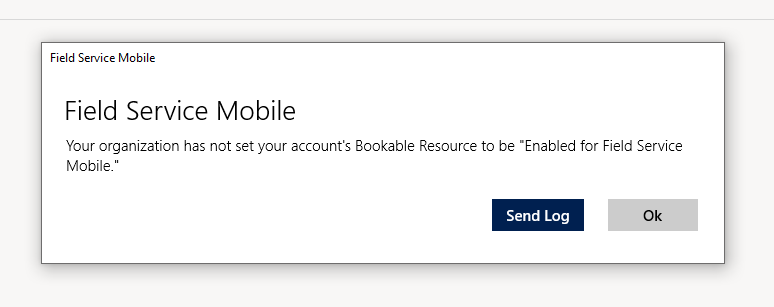 Field Service Mobile
Field Service Mobile
Your organization has not set your account's Bookable Resource to be "Enabled for Field Service
Mobile."
Send Log
Ok